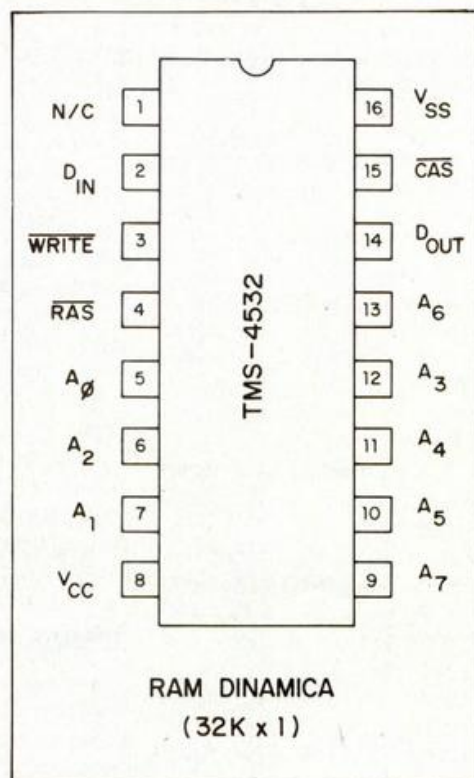 N/C 1 16 VSS
DIN 2 15 CAS
WRITE 3 14 DOUT
RAS 4 13 A6
AØ 5 12 A3
A2 6 11 A4
A1 7 10 A5
VCC 8 9 A7
TMS-4532
RAM DINAMICA
(32K x 1)